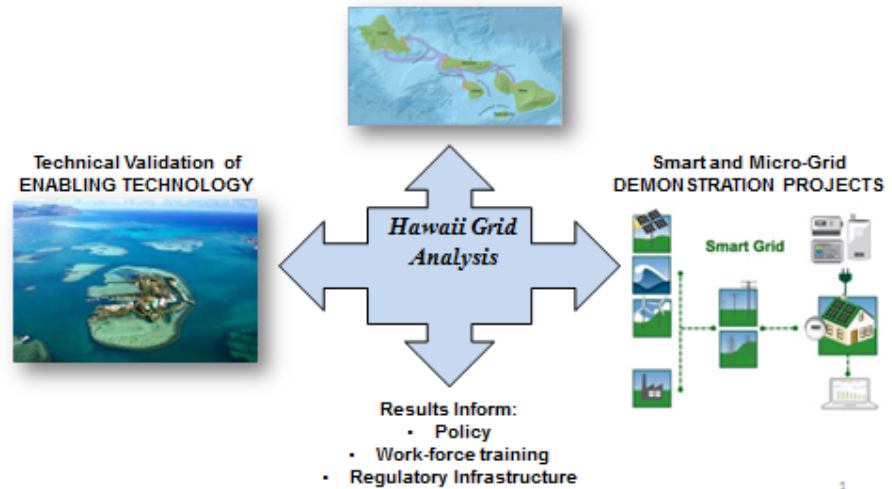 Technical Validation of
ENABLING TECHNOLOGY
Hawaii Grid
Analysis
Smart and Micro-Grid
DEMONSTRATION PROJECTS
Smart Grid
Results Inform:
• Policy
• Work-force training
• Regulatory Infrastructure
1